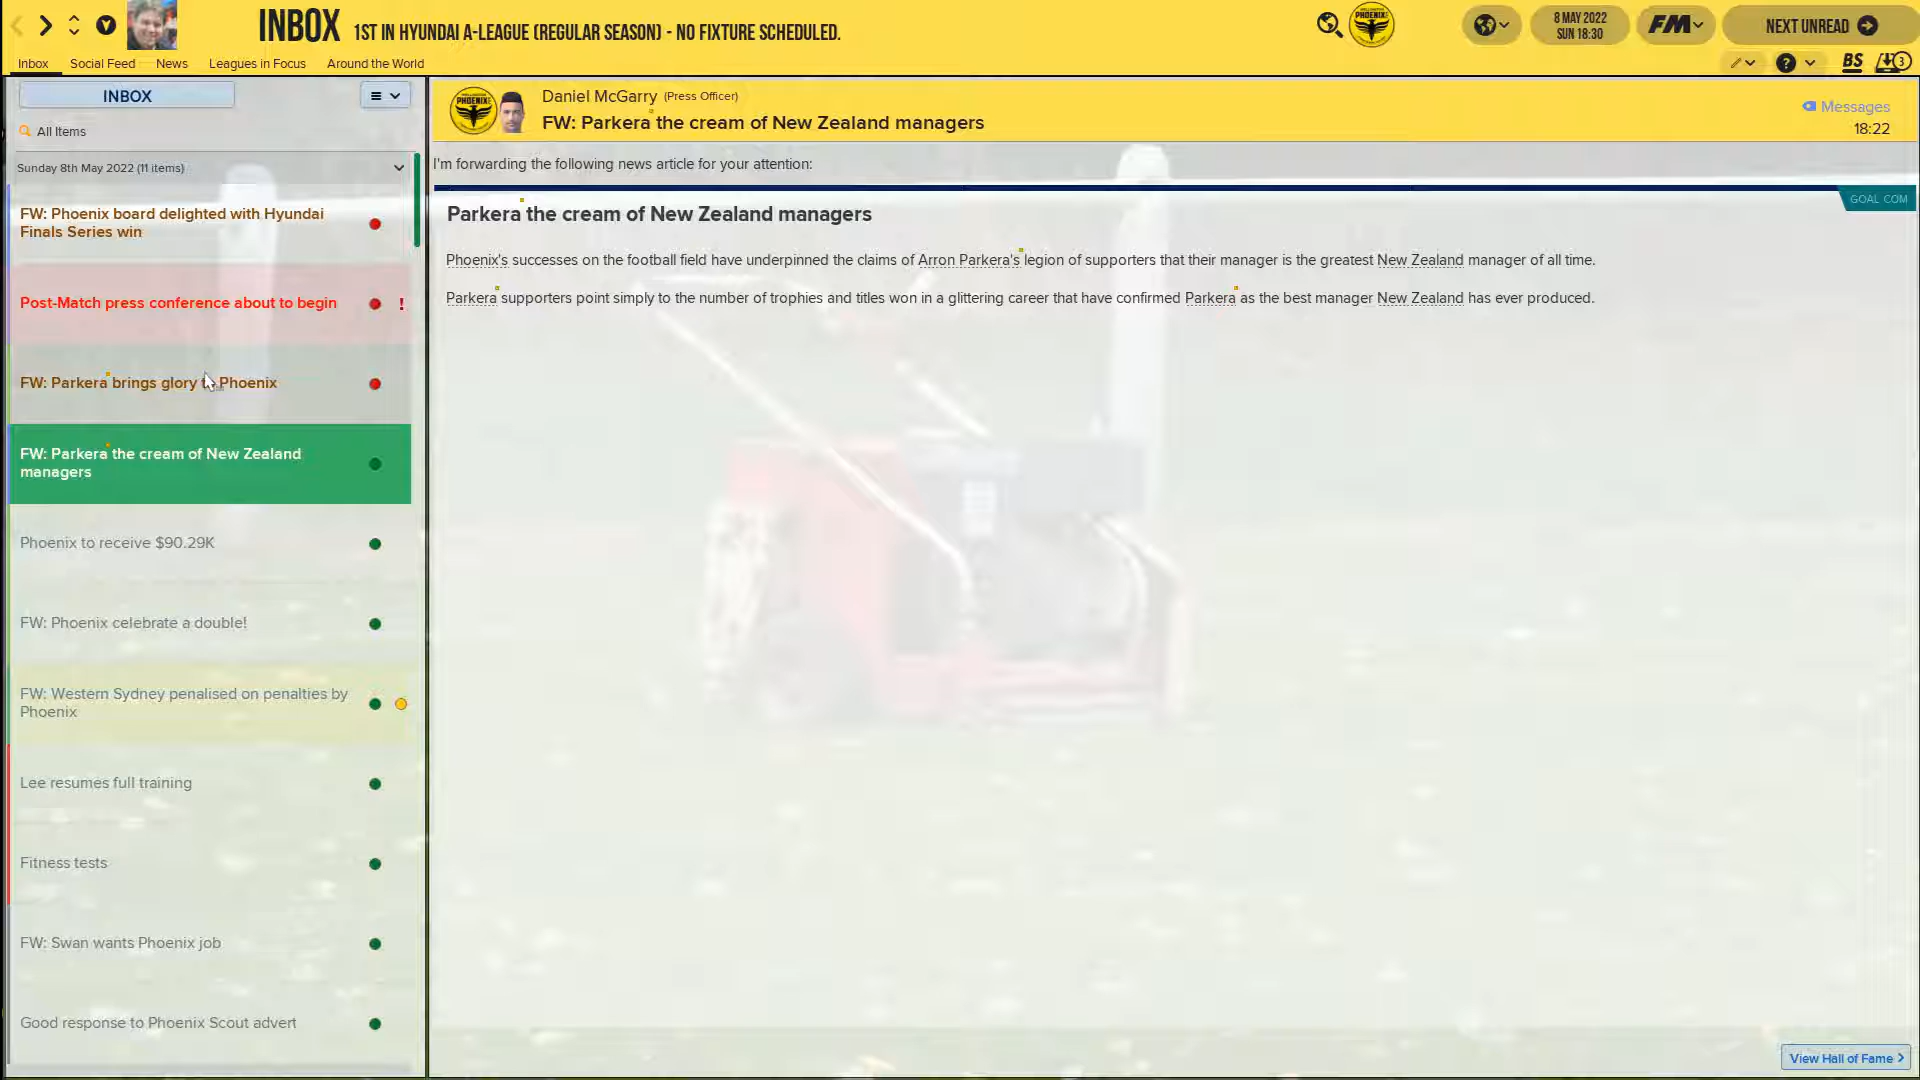 INBOX 1ST IN HYUNDAI A-LEAGUE (REGULAR SEASON) - NO FIXTURE SCHEDULED.
8 MAY 2022
SUN 18:30
FM
NEXT UNREAD
Inbox Social Feed News Leagues in Focus Around the World
? BS 3
INBOX
All Items
Sunday 8th May 2022 (11 items)
FW: Phoenix board delighted with Hyundai
Finals Series win
Post-Match press conference about to begin !
FW: Parkera brings glory to Phoenix
FW: Parkera the cream of New Zealand
managers
Phoenix to receive $90.29K
FW: Phoenix celebrate a double!
FW: Western Sydney penalised on penalties by
Phoenix
Lee resumes full training
Fitness tests
FW: Swan wants Phoenix job
Good response to Phoenix Scout advert
Daniel McGarry (Press Officer)
FW: Parkera the cream of New Zealand managers
Messages
18:22
I'm forwarding the following news article for your attention:
GOAL COM
Parkera the cream of New Zealand managers
Phoenix's successes on the football field have underpinned the claims of Arron Parkera's legion of supporters that their manager is the greatest New Zealand manager of all time.
Parkera supporters point simply to the number of trophies and titles won in a glittering career that have confirmed Parkera as the best manager New Zealand has ever produced.
View Hall of Fame